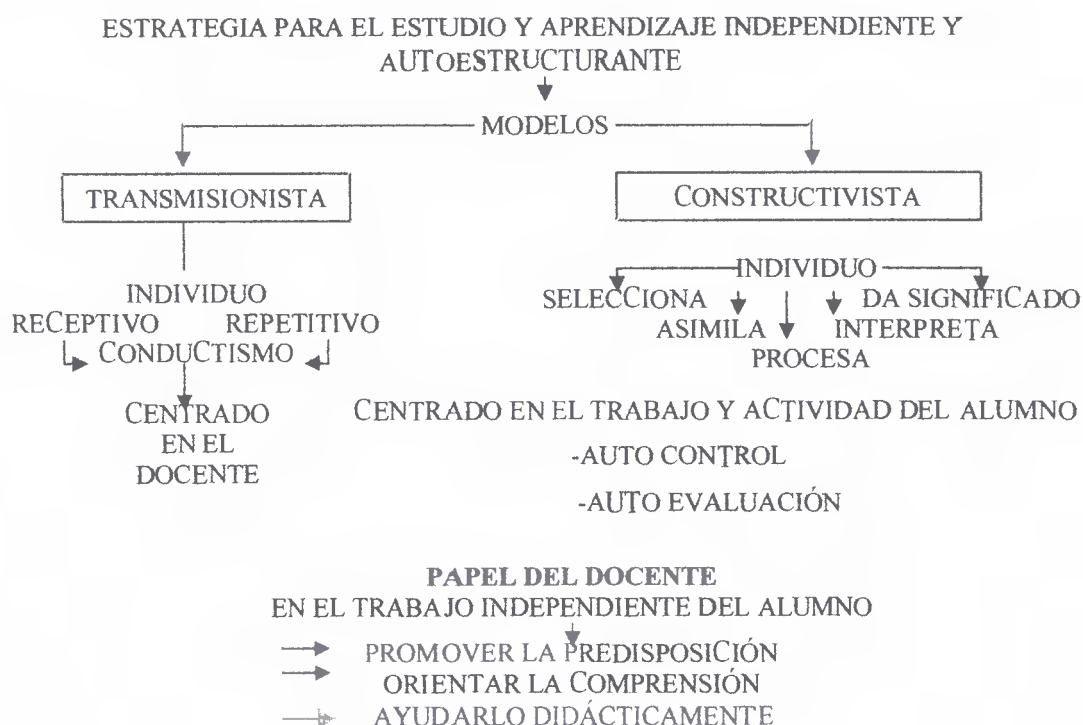 ESTRATEGIA PARA EL ESTUDIO Y APRENDIZAJE INDEPENDIENTE Y
AUTOESTRUCTURANTE
MODELOS
TRANSMISIONISTA
CONSTRUCTIVISTA
INDIVIDUO
RECEPTIVO REPETITIVO
CONDUCTISMO
CENTRADO
EN EL
DOCENTE
INDIVIDUO
SELECCIONA DA SIGNIFICADO
ASIMILA INTERPRETA
PROCESA
CENTRADO EN EL TRABAJO Y ACTIVIDAD DEL ALUMNO
-AUTO CONTROL
-AUTO EVALUACIÓN
PAPEL DEL DOCENTE
EN EL TRABAJO INDEPENDIENTE DEL ALUMNO
PROMOVER LA PREDISPOSICIÓN
ORIENTAR LA COMPRENSIÓN
AYUDARLO DIDÁCTICAMENTE